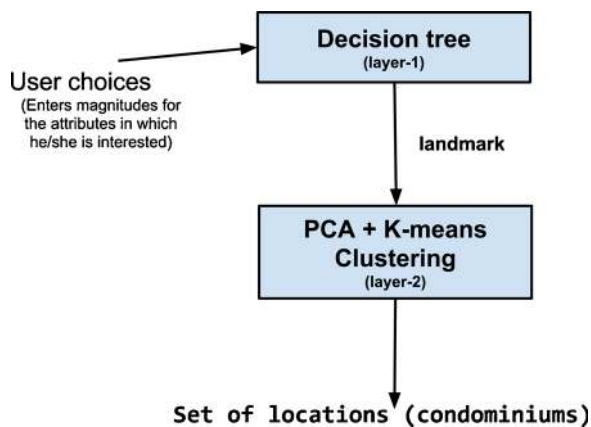 Decision tree
(layer-1)
User choices
(Enters magnitudes for
the attributes in which
he/she is interested)
landmark
PCA + K-means
Clustering
(layer-2)
Set of locations (condominiums)